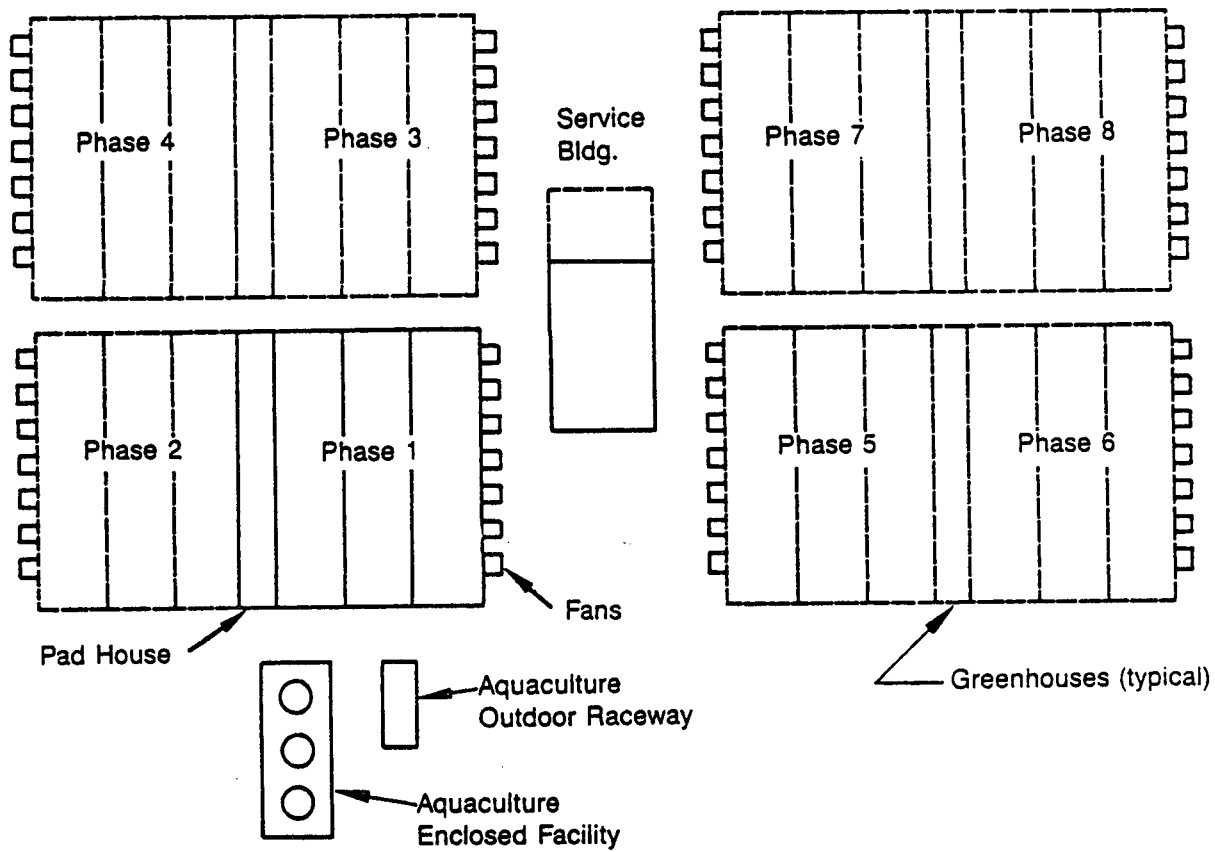 Phase 4
Phase 3
Service
Bldg.
Phase 7
Phase 8
Phase 2
Phase 1
Phase 5
Phase 6
Fans
Pad House
Greenhouses (typical)
Aquaculture
Outdoor Raceway
Aquaculture
Enclosed Facility